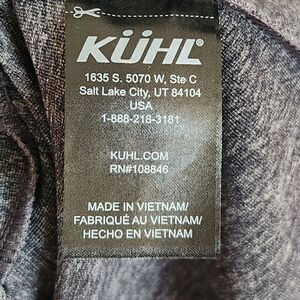 KÜHL
1635 S. 5070 W, Ste C
Salt Lake City, UT 84104
USA
1-888-218-3181
KUHL.COM
RN#108846
MADE IN VIETNAM/
FABRIQUÉ AU VIETNAM/
HECHO EN VIETNAM